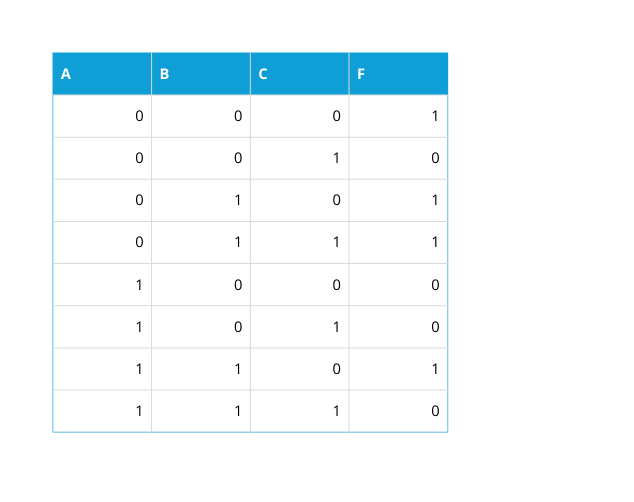 A B C F
0 0 0 1
0 0 1 0
0 1 0 1
0 1 1 1
1 0 0 0
1 0 1 0
1 1 0 1
1 1 1 0